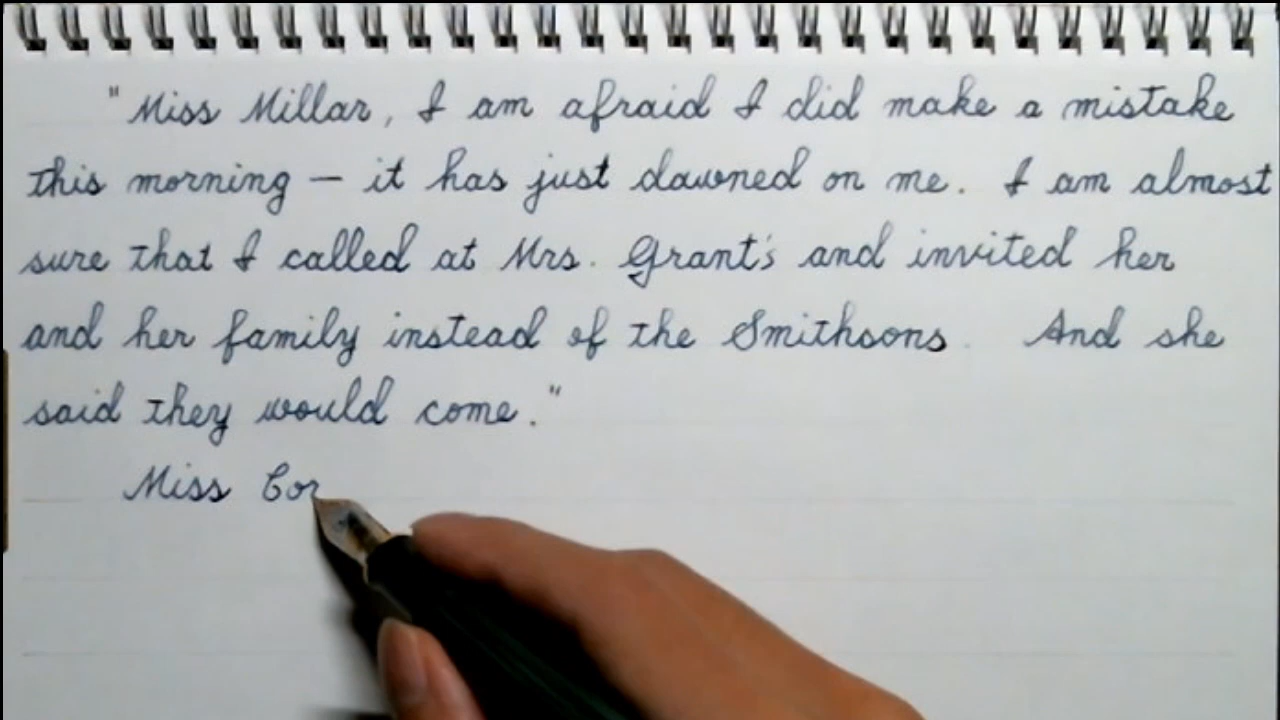 "Miss Millar, I am afraid I did make a mistake
this morning — it has just dawned on me. I am almost
sure that I called at Mrs. Grant's and invited her
and her family instead of the Smithsons. And she
said they would come."
Miss Cor